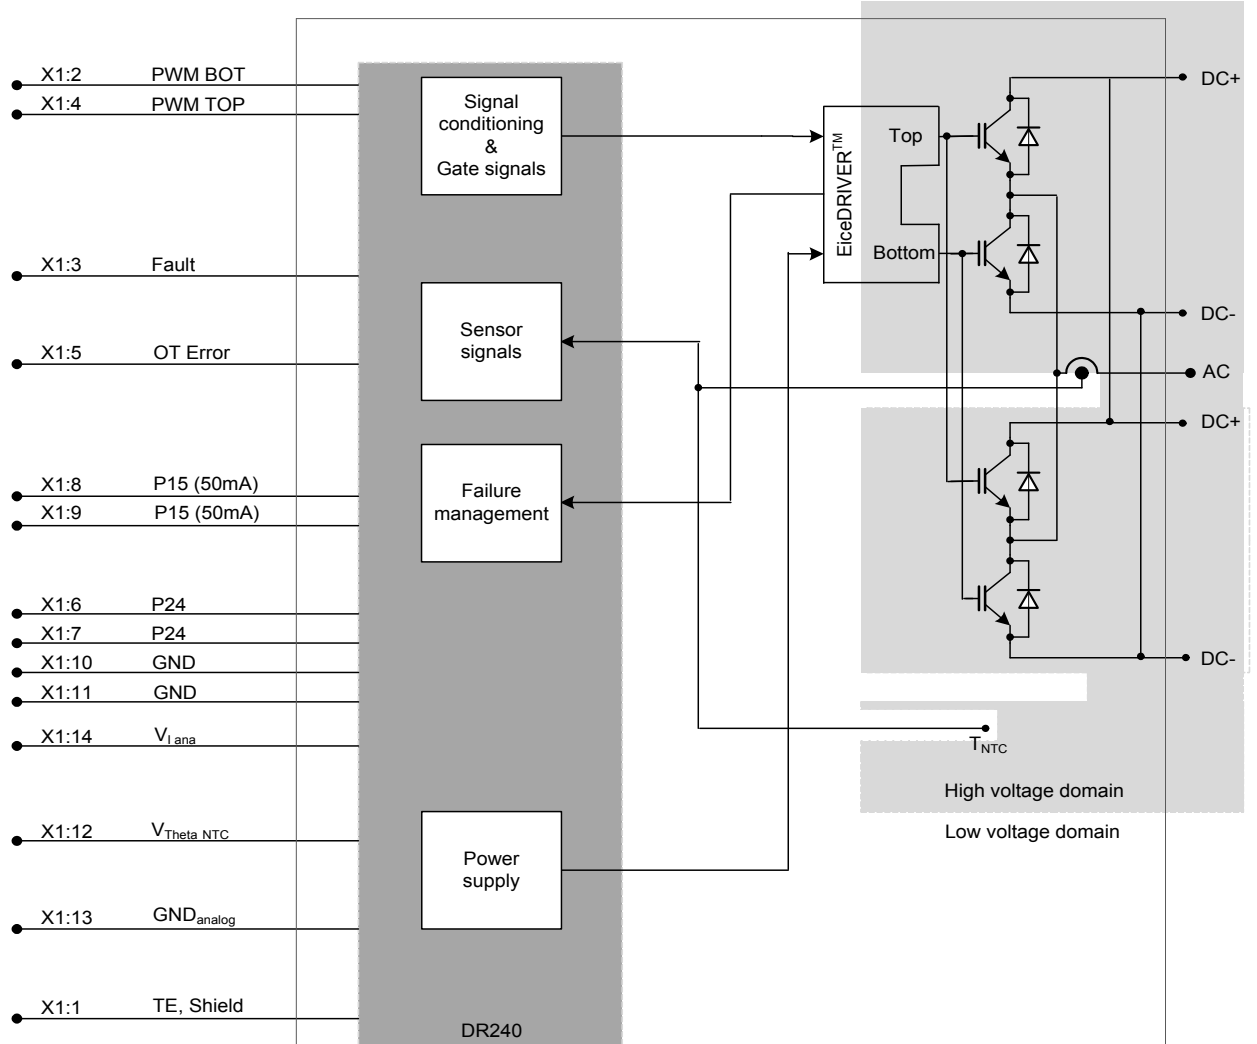 X1:2 PWM BOT
X1:4 PWM TOP
X1:3 Fault
X1:5 OT Error
X1:8 P15 (50mA)
X1:9 P15 (50mA)
X1:6 P24
X1:7 P24
X1:10 GND
X1:11 GND
X1:14 VI ana
X1:12 VTheta NTC
X1:13 GNDanalog
X1:1 TE, Shield
Signal
conditioning
&
Gate signals
Sensor
signals
Failure
management
Power
supply
DR240
EiceDRIVER™
Top
Bottom
DC+
DC-
AC
DC+
DC-
TNTC
High voltage domain
Low voltage domain